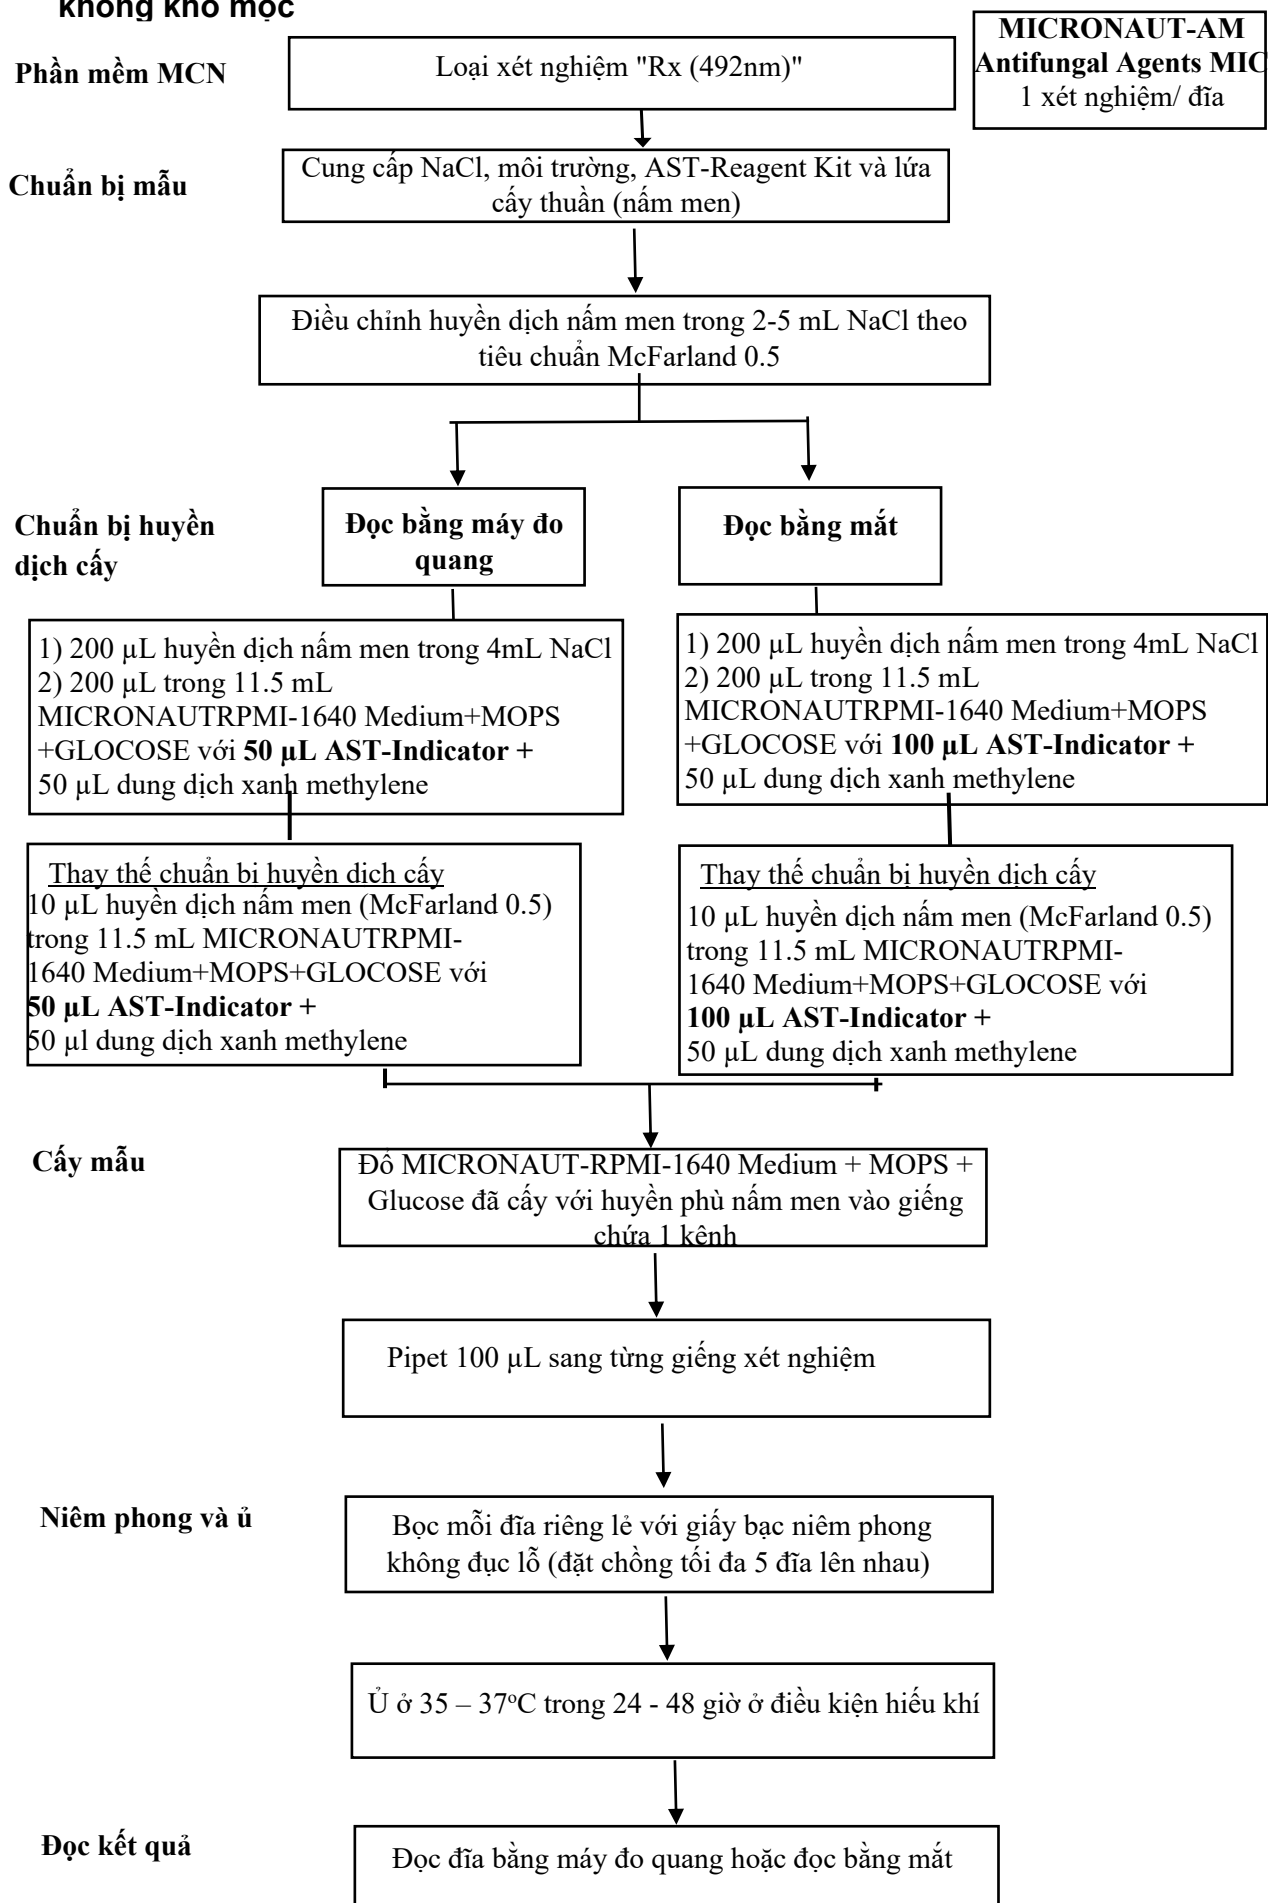 không khó mọc
MICRONAUT-AM
Antifungal Agents MIC
1 xét nghiệm/ đĩa
Phần mềm MCN
Loại xét nghiệm "Rx (492nm)"
Chuẩn bị mẫu
Cung cấp NaCl, môi trường, AST-Reagent Kit và lứa
cấy thuần (nấm men)
Điều chỉnh huyền dịch nấm men trong 2-5 mL NaCl theo
tiêu chuẩn McFarland 0.5
Chuẩn bị huyền
dịch cấy
Đọc bằng máy đo
quang
Đọc bằng mắt
1) 200 µL huyền dịch nấm men trong 4mL NaCl
2) 200 µL trong 11.5 mL
MICRONAUTRPMI-1640 Medium+MOPS
+GLOCOSE với 50 µL AST-Indicator +
50 µL dung dịch xanh methylene
1) 200 µL huyền dịch nấm men trong 4mL NaCl
2) 200 µL trong 11.5 mL
MICRONAUTRPMI-1640 Medium+MOPS
+GLOCOSE với 100 µL AST-Indicator +
50 µL dung dịch xanh methylene
Thay thế chuẩn bi huyền dich cấy
10 µL huyền dịch nấm men (McFarland 0.5)
trong 11.5 mL MICRONAUTRPMI-
1640 Medium+MOPS+GLOCOSE với
50 µL AST-Indicator +
50 µl dung dịch xanh methylene
Thay thế chuẩn bị huyền dịch cấy
10 µL huyền dịch nấm men (McFarland 0.5)
trong 11.5 mL MICRONAUTRPMI-
1640 Medium+MOPS+GLOCOSE với
100 µL AST-Indicator +
50 µL dung dịch xanh methylene
Cấy mẫu
Đổ MICRONAUT-RPMI-1640 Medium + MOPS +
Glucose đã cấy với huyền phù nấm men vào giếng
chứa 1 kênh
Pipet 100 µL sang từng giếng xét nghiệm
Niêm phong và ủ
Bọc mỗi đĩa riêng lẻ với giấy bạc niêm phong
không đục lỗ (đặt chồng tối đa 5 đĩa lên nhau)
Ủ ở 35 – 37°C trong 24 - 48 giờ ở điều kiện hiếu khí
Đọc kết quả
Đọc đĩa bằng máy đo quang hoặc đọc bằng mắt